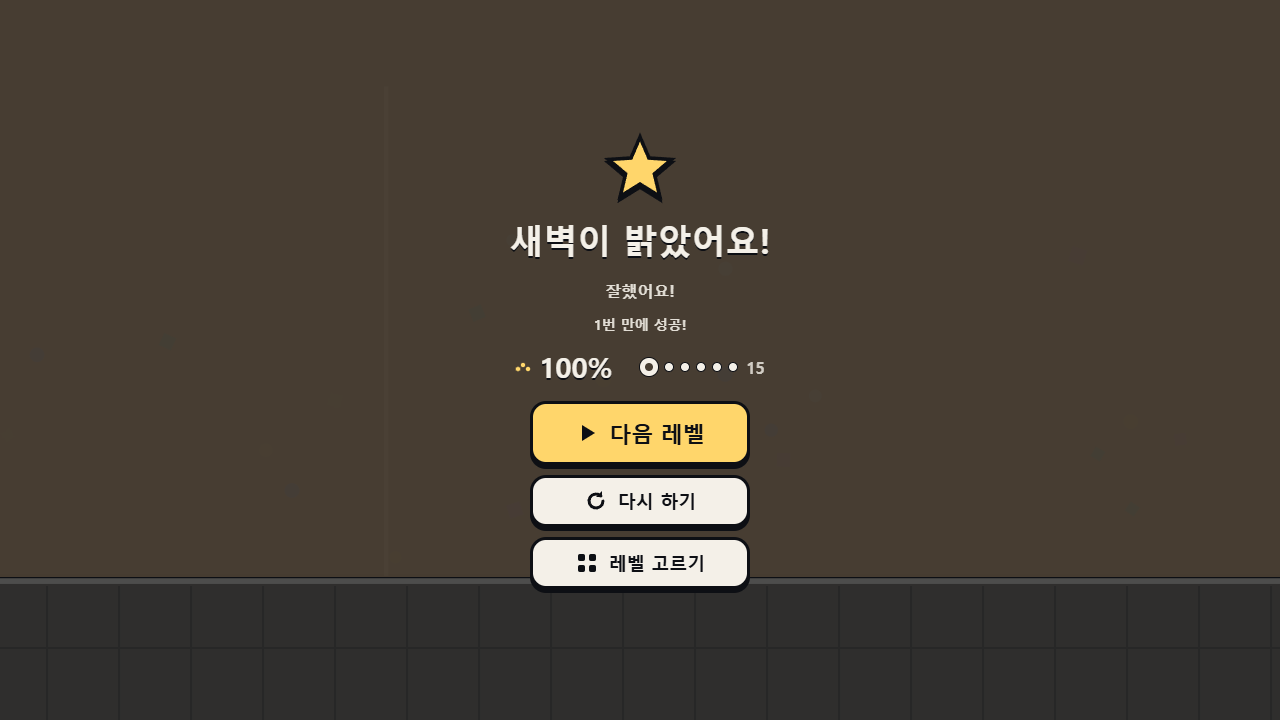 새벽이 밝았어요!
잘했어요!
1번 만에 성공!
100% 15
다음 레벨
다시 하기
레벨 고르기